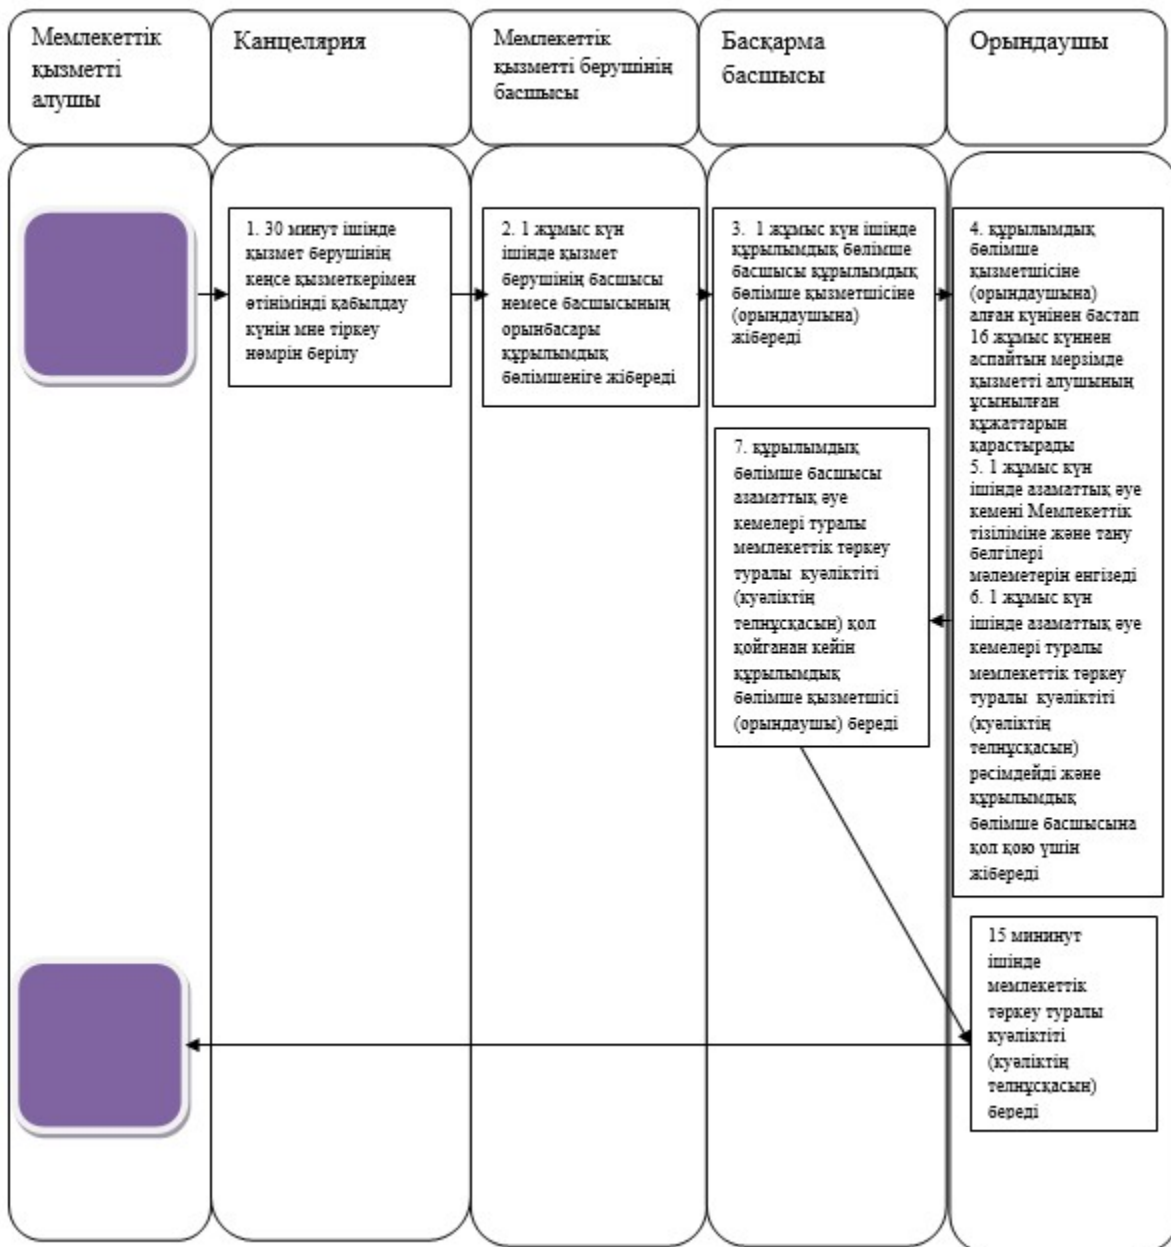 Мемлекеттік
қызметті
алушы
Канцелярия
Мемлекеттік
қызметті берушінің
басшысы
Басқарма
басшысы
Орындаушы
1. 30 минут ішінде
қызмет берушінің
кеңсе қызметкерімен
өтінімінді қабылдау
күнін мне тіркеу
нөмрін берілу
2. 1 жұмыс күн
ішінде қызмет
берушінің басшысы
немесе басшысының
орынбасары
құрылымдық
бөлімшеніге жібереді
3. 1 жұмыс күн ішінде
құрылымдық бөлімше
басшысы құрылымдық
бөлімше қызметшісіне
(орындаушына)
жібереді
4. құрылымдық
бөлімше
қызметшісіне
(орындаушына)
алған күнінен бастап
16 жұмыс күннен
аспайтын мерзімде
қызметті алушының
ұсынылған
құжаттарын
қарастырады
5. 1 жұмыс күн
ішінде азаматтық әуе
кемені Мемлекеттік
тізіліміне және тану
белгілері
мәлеметерін енгізеді
6. 1 жұмыс күн
ішінде азаматтық әуе
кемелері туралы
мемлекеттік төркеу
туралы куәліктіті
(куәліктің
телнұсқасын)
рәсімдейді және
құрылымдық
бөлімше басшысына
қол қою үшін
жібереді
7. құрылымдық
бөлімше басшысы
азаматтық әуе
кемелері туралы
мемлекеттік төркеу
туралы куәліктіті
(куәліктің
телнұсқасын) қол
қойганан кейін
құрылымдық
бөлімше қызметшісі
(орындаушы) береді
15 мининут
ішінде
мемлекеттік
төркеу туралы
куәліктіті
(куәліктің
телнұсқасын)
береді